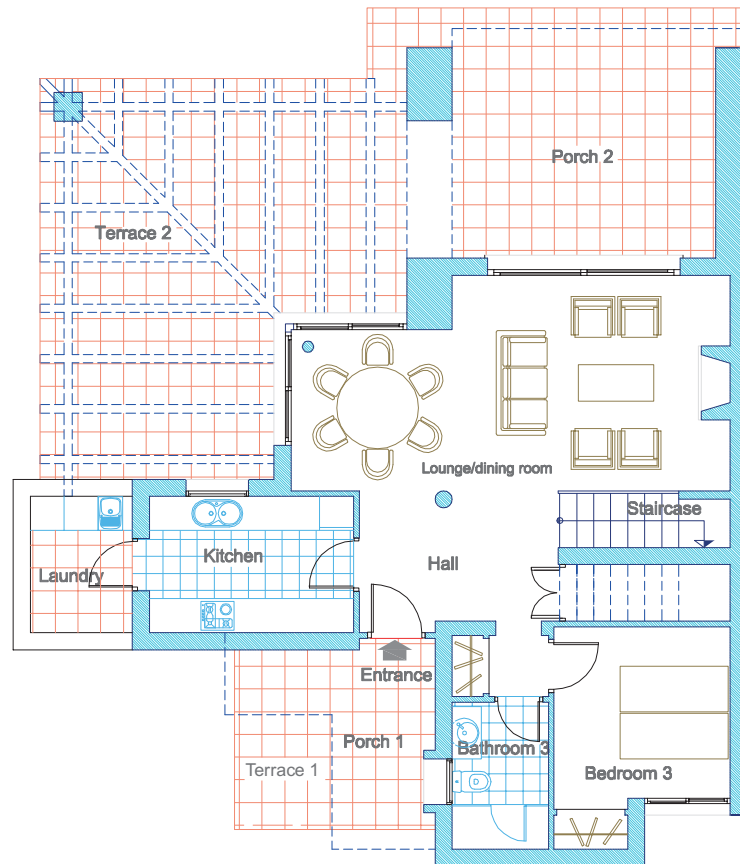 Porch 2
Terrace 2
Lounge/dining room
Staircase
Kitchen
Hall
Laundry
Entrance
Porch 1
Bathroom 3
Terrace 1
Bedroom 3